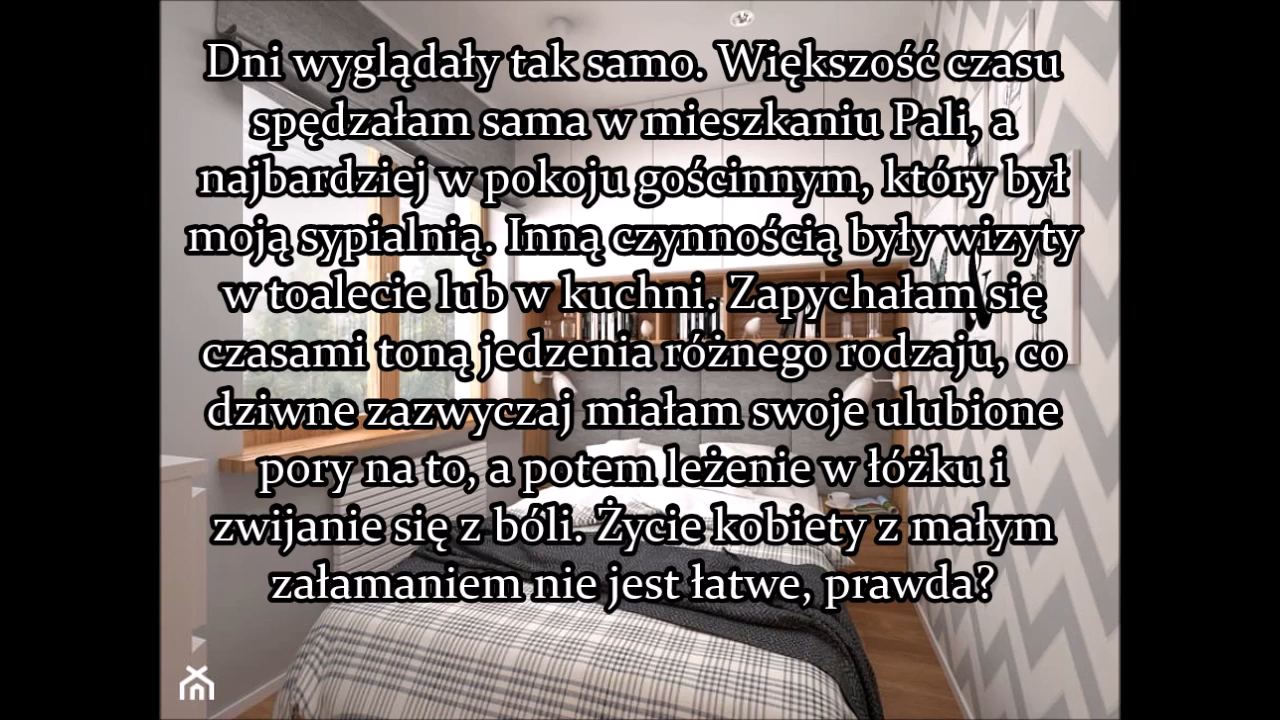 Dni wyglądały tak samo. Większość czasu
spędzałam sama w mieszkaniu Pali, a
najbardziej w pokoju gościnnym, który był
moją sypialnią. Inną czynnością były wizyty
w toalecie lub w kuchni. Zapychałam się
czasami toną jedzenia różnego rodzaju, co
dziwne zazwyczaj miałam swoje ulubione
pory na to, a potem leżenie w łóżku i
zwijanie się z bóli. Życie kobiety z małym
załamaniem nie jest łatwe, prawda?